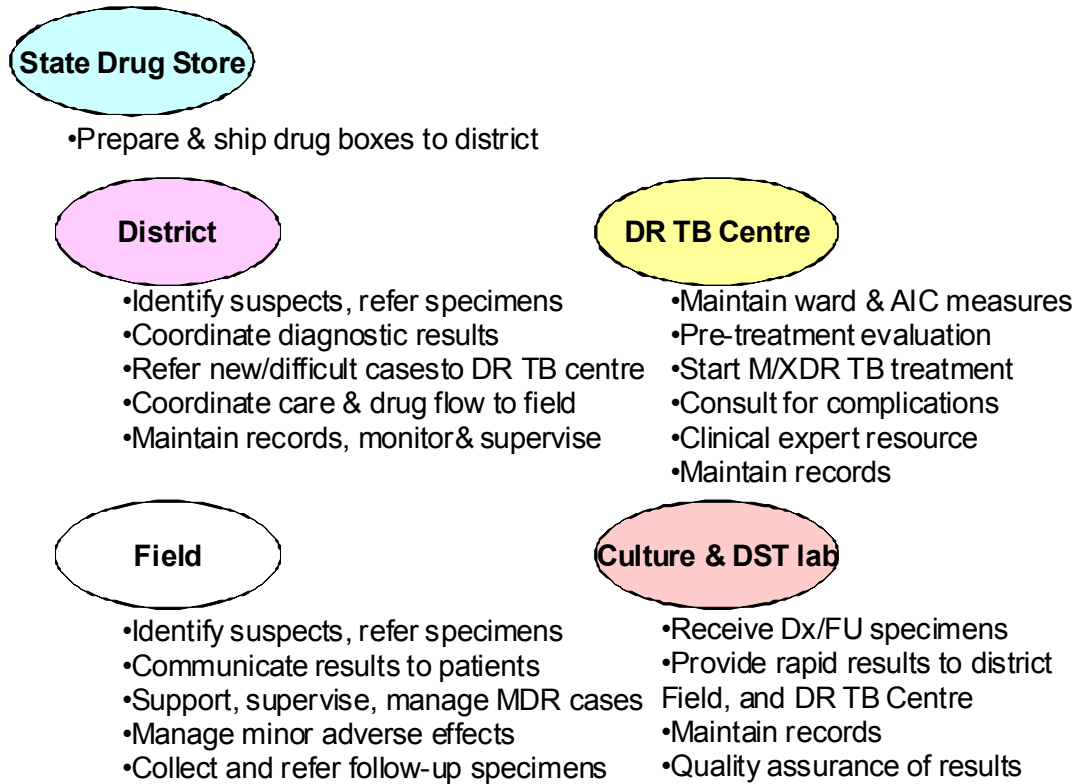 State Drug Store
•Prepare & ship drug boxes to district
District
•Identify suspects, refer specimens
•Coordinate diagnostic results
•Refer new/difficult casesto DR TB centre
•Coordinate care & drug flow to field
•Maintain records, monitor& supervise
DR TB Centre
•Maintain ward & AIC measures
•Pre-treatment evaluation
•Start M/XDR TB treatment
•Consult for complications
•Clinical expert resource
•Maintain records
Field
•Identify suspects, refer specimens
•Communicate results to patients
•Support, supervise, manage MDR cases
•Manage minor adverse effects
•Collect and refer follow-up specimens
Culture & DST lab
•Receive Dx/FU specimens
•Provide rapid results to district
Field, and DR TB Centre
•Maintain records
•Quality assurance of results